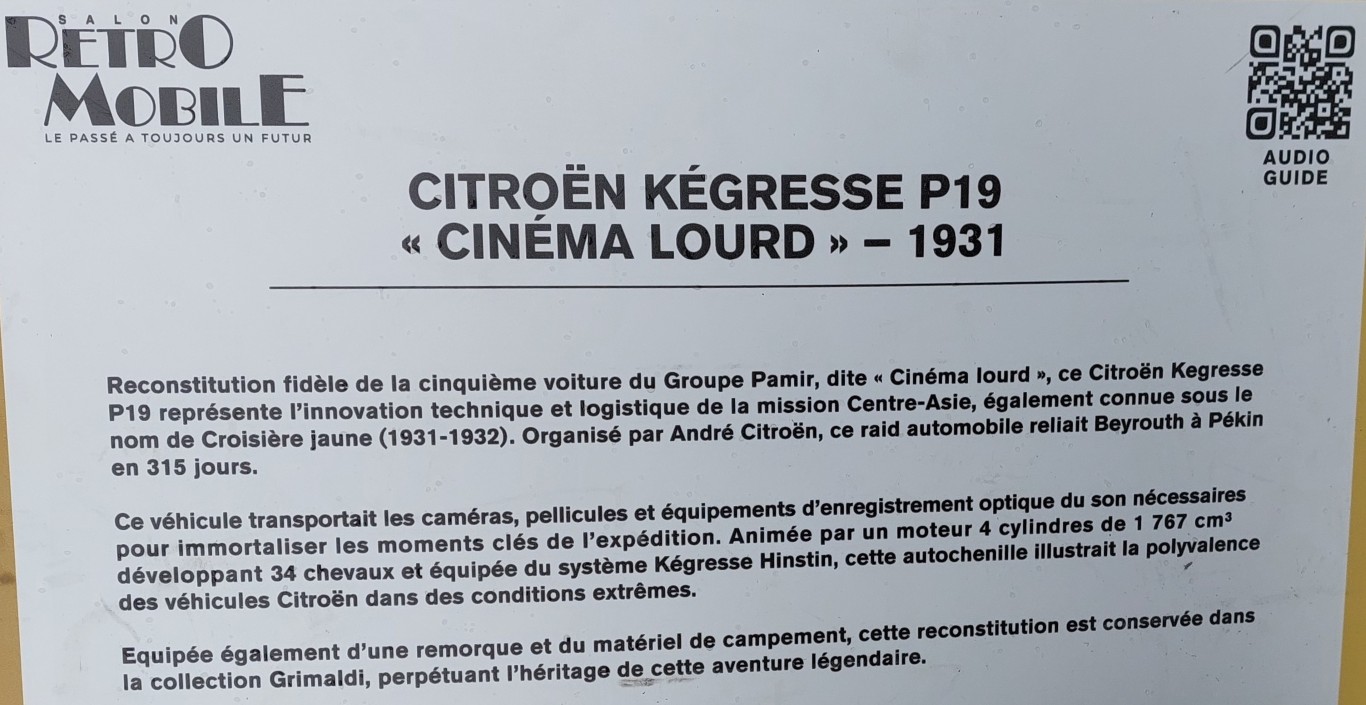 SALON
RETRO
MOBILE
LE PASSÉ A TOUJOURS UN FUTUR
AUDIO
GUIDE
CITROËN KÉGRESSE P19
« CINÉMA LOURD » – 1931
Reconstitution fidèle de la cinquième voiture du Groupe Pamir, dite « Cinéma lourd », ce Citroën Kegresse
P19 représente l’innovation technique et logistique de la mission Centre-Asie, également connue sous le
nom de Croisière jaune (1931-1932). Organisé par André Citroën, ce raid automobile reliait Beyrouth à Pékin
en 315 jours.
Ce véhicule transportait les caméras, pellicules et équipements d’enregistrement optique du son nécessaires
pour immortaliser les moments clés de l’expédition. Animée par un moteur 4 cylindres de 1 767 cm³
développant 34 chevaux et équipée du système Kégresse Hinstin, cette autochenille illustrait la polyvalence
des véhicules Citroën dans des conditions extrêmes.
Equipée également d’une remorque et du matériel de campement, cette reconstitution est conservée dans
la collection Grimaldi, perpétuant l’héritage de cette aventure légendaire.